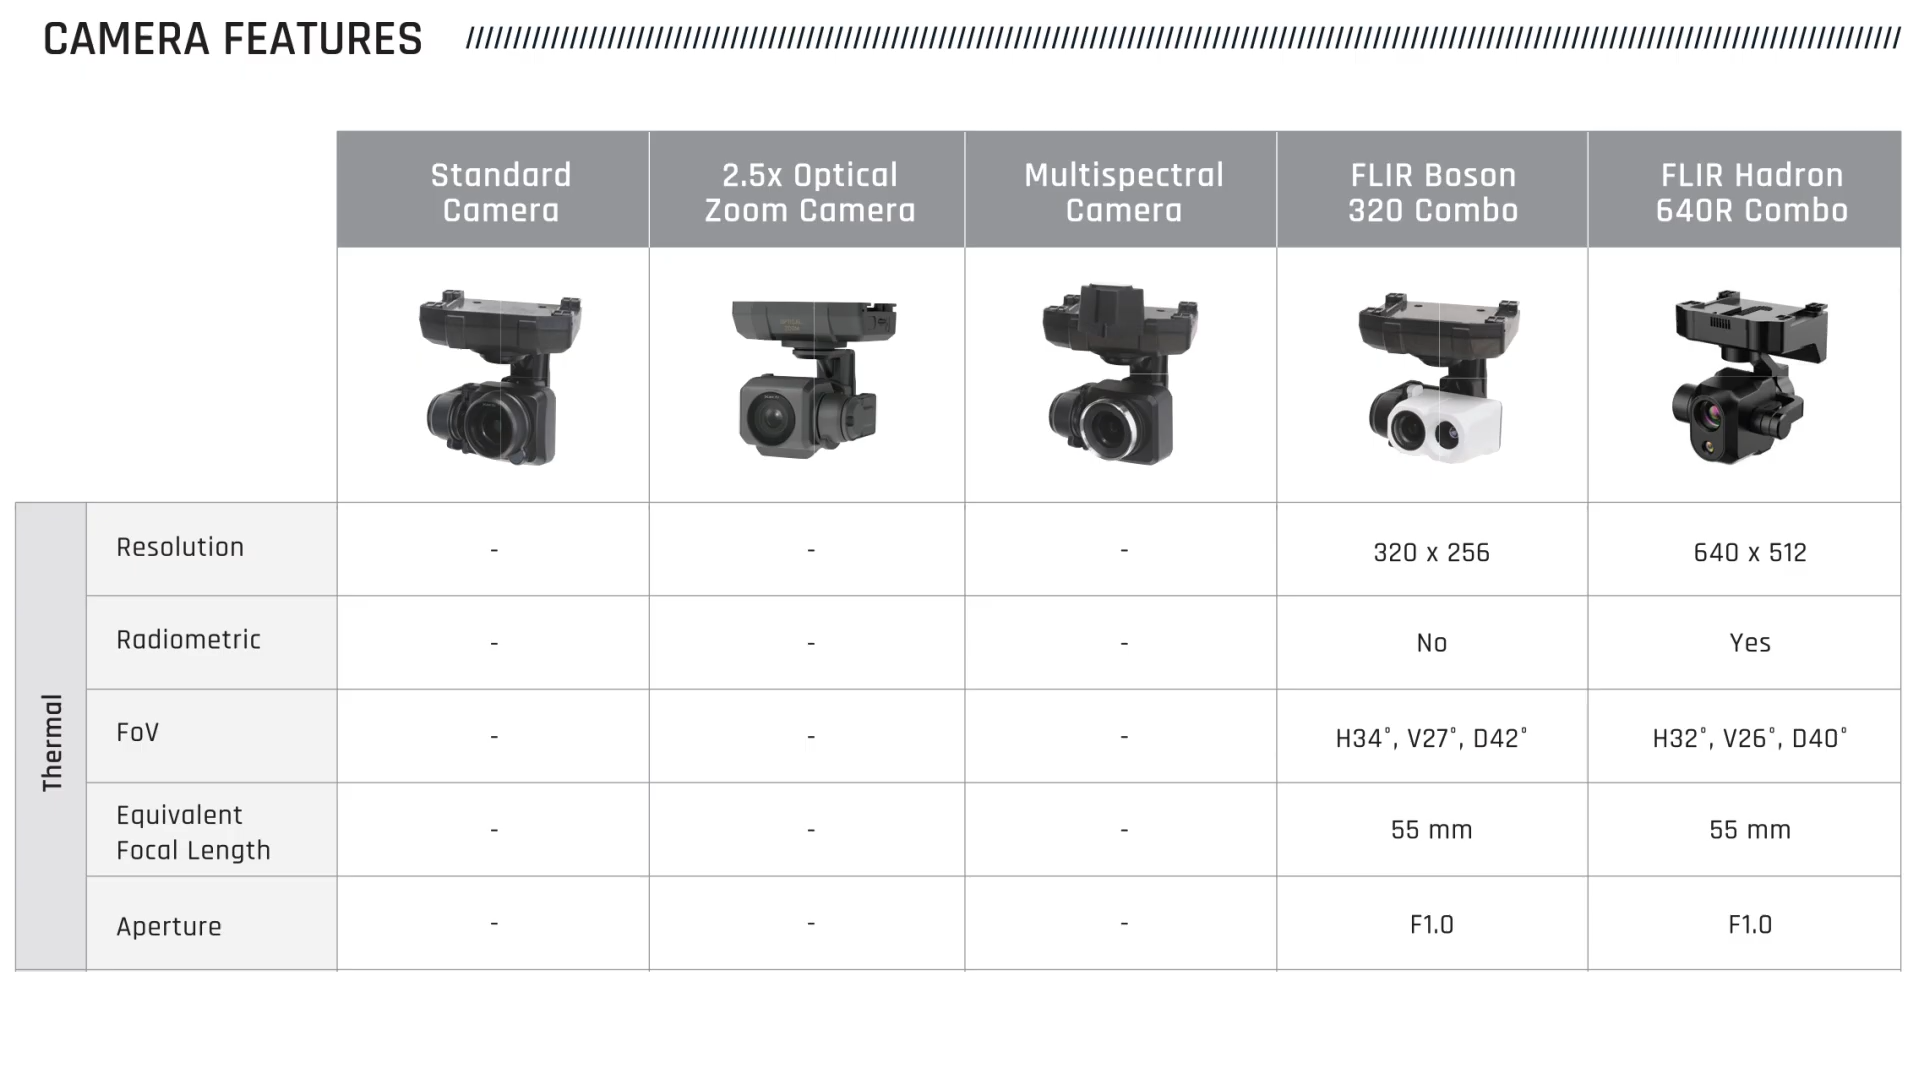 CAMERA FEATURES
Standard Camera
2.5x Optical Zoom Camera
Multispectral Camera
FLIR Boson 320 Combo
FLIR Hadron 640R Combo
Thermal
Resolution - - - 320 x 256 640 x 512
Radiometric - - - No Yes
FoV - - - H34°, V27°, D42° H32°, V26°, D40°
Equivalent Focal Length - - - 55 mm 55 mm
Aperture - - - F1.0 F1.0